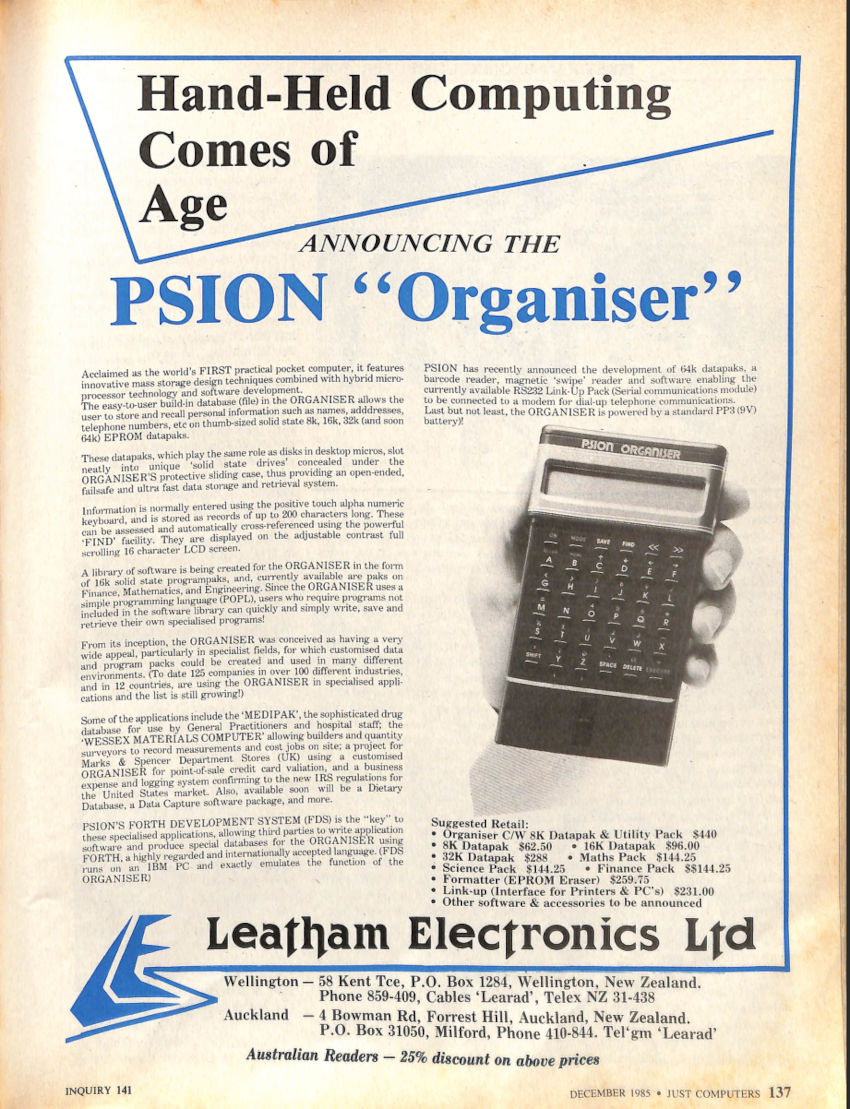 Hand-Held Computing
Comes of
Age
ANNOUNCING THE
PSION “Organiser”
Acclaimed as the world's FIRST practical pocket computer, it features
innovative mass storage design techniques combined with hybrid micro-
processor technology and software development.
The easy-to-user build-in database (file) in the ORGANISER allows the
user to store and recall personal information such as names, adddresses,
telephone numbers, etc on thumb-sized solid state 8k, 16k, 32k (and soon
64k) EPROM datapaks.
These datapaks, which play the same role as disks in desktop micros, slot
neatly into unique 'solid state drives' concealed under the
ORGANISER'S protective sliding case, thus providing an open-ended,
failsafe and ultra fast data storage and retrieval system.
Information is normally entered using the positive touch alpha numeric
keyboard, and is stored as records of up to 200 characters long. These
can be assessed and automatically cross-referenced using the powerful
'FIND' facility. They are displayed on the adjustable contrast full
scrolling 16 character LCD screen.
A library of software is being created for the ORGANISER in the form
of 16k solid state programpaks, and, currently available are paks on
Finance, Mathematics, and Engineering. Since the ORGANISER uses a
simple programming language (POPL), users who require programs not
included in the software library can quickly and simply write, save and
retrieve their own specialised programs!
From its inception, the ORGANISER was conceived as having a very
wide appeal, particularly in specialist fields, for which customised data
and program packs could be created and used in many different
environments. (To date 125 companies in over 100 different industries,
and in 12 countries, are using the ORGANISER in specialised appli-
cations and the list is still growing!)
Some of the applications include the 'MEDIPAK', the sophisticated drug
database for use by General Practitioners and hospital staff; the
'WESSEX MATERIALS COMPUTER' allowing builders and quantity
surveyors to record measurements and cost jobs on site; a project for
Marks & Spencer Department Stores (UK) using a customised
ORGANISER for point-of-sale credit card valiation, and a business
expense and logging system confirming to the new IRS regulations for
the United States market. Also, available soon will be a Dietary
Database, a Data Capture software package, and more.
PSION'S FORTH DEVELOPMENT SYSTEM (FDS) is the "key" to
these specialised applications, allowing third parties to write application
software and produce special databases for the ORGANISER using
FORTH, a highly regarded and internationally accepted language. (FDS
runs on an IBM PC and exactly emulates the function of the
ORGANISER)
PSION has recently announced the development of 64k datapaks, a
barcode reader, magnetic 'swipe' reader and software enabling the
currently available RS232 Link-Up Pack (Serial communications module)
to be connected to a modem for dial-up telephone communications.
Last but not least, the ORGANISER is powered by a standard PP3 (9V)
battery)!
PSION ORGANISER
ON MODE SAVE FIND << >>
A B C D E F
G H I J K L
M N O P Q R
S T U V W X
SHIFT Y Z SPACE DELETE EXECUTE
Suggested Retail:
• Organiser C/W 8K Datapak & Utility Pack $440
• 8K Datapak $62.50 • 16K Datapak $96.00
• 32K Datapak $288 • Maths Pack $144.25
• Science Pack $144.25 • Finance Pack $$144.25
• Formatter (EPROM Eraser) $259.75
• Link-up (Interface for Printers & PC's) $231.00
• Other software & accessories to be announced
Leatham Electronics Ltd
Wellington — 58 Kent Tce, P.O. Box 1284, Wellington, New Zealand.
Phone 859-409, Cables 'Learad', Telex NZ 31-438
Auckland — 4 Bowman Rd, Forrest Hill, Auckland, New Zealand.
P.O. Box 31050, Milford, Phone 410-844. Tel'gm 'Learad'
Australian Readers — 25% discount on above prices
INQUIRY 141
DECEMBER 1985 • JUST COMPUTERS 137